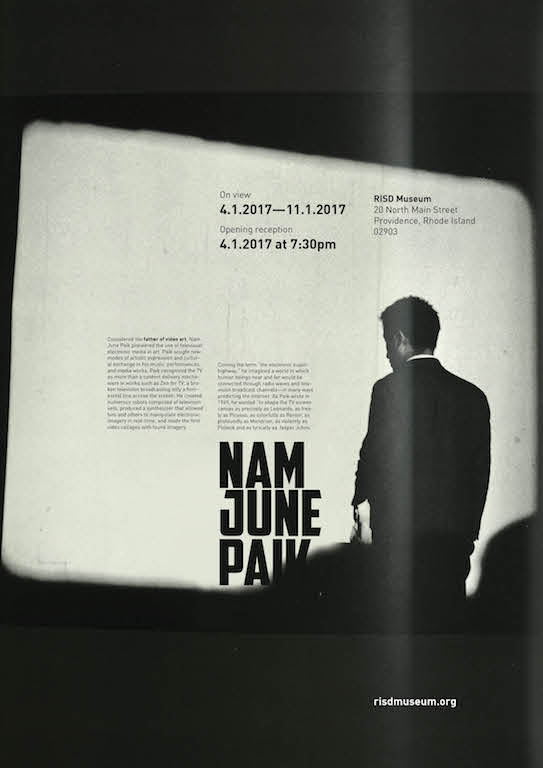 On view
4.1.2017—11.1.2017
Opening reception
4.1.2017 at 7:30pm
RISD Museum
20 North Main Street
Providence, Rhode Island
02903
Considered the father of video art, Nam
June Paik pioneered the use of televisual
electronic media in art. Paik sought new
modes of artistic expression and cultur-
al exchange in his music, performances,
and media works. Paik recognized the TV
as more than a content delivery mecha-
nism in works such as Zen for TV, a bro-
ken television broadcasting only a hori-
zontal line across the screen. He created
numerous robots composed of television
sets, produced a synthesizer that allowed
him and others to manipulate electronic
imagery in real time, and made the first
video collages with found imagery.
Coining the term, "the electronic super-
highway," he imagined a world in which
human beings near and far would be
connected through radio waves and tele-
vision broadcast channels—in many ways
predicting the internet. As Paik wrote in
1969, he wanted "to shape the TV screen
canvas as precisely as Leonardo, as free-
ly as Picasso, as colorfully as Renoir, as
profoundly as Mondrian, as violently as
Pollock and as lyrically as Jasper Johns."
NAM
JUNE
PAIK
risdmuseum.org